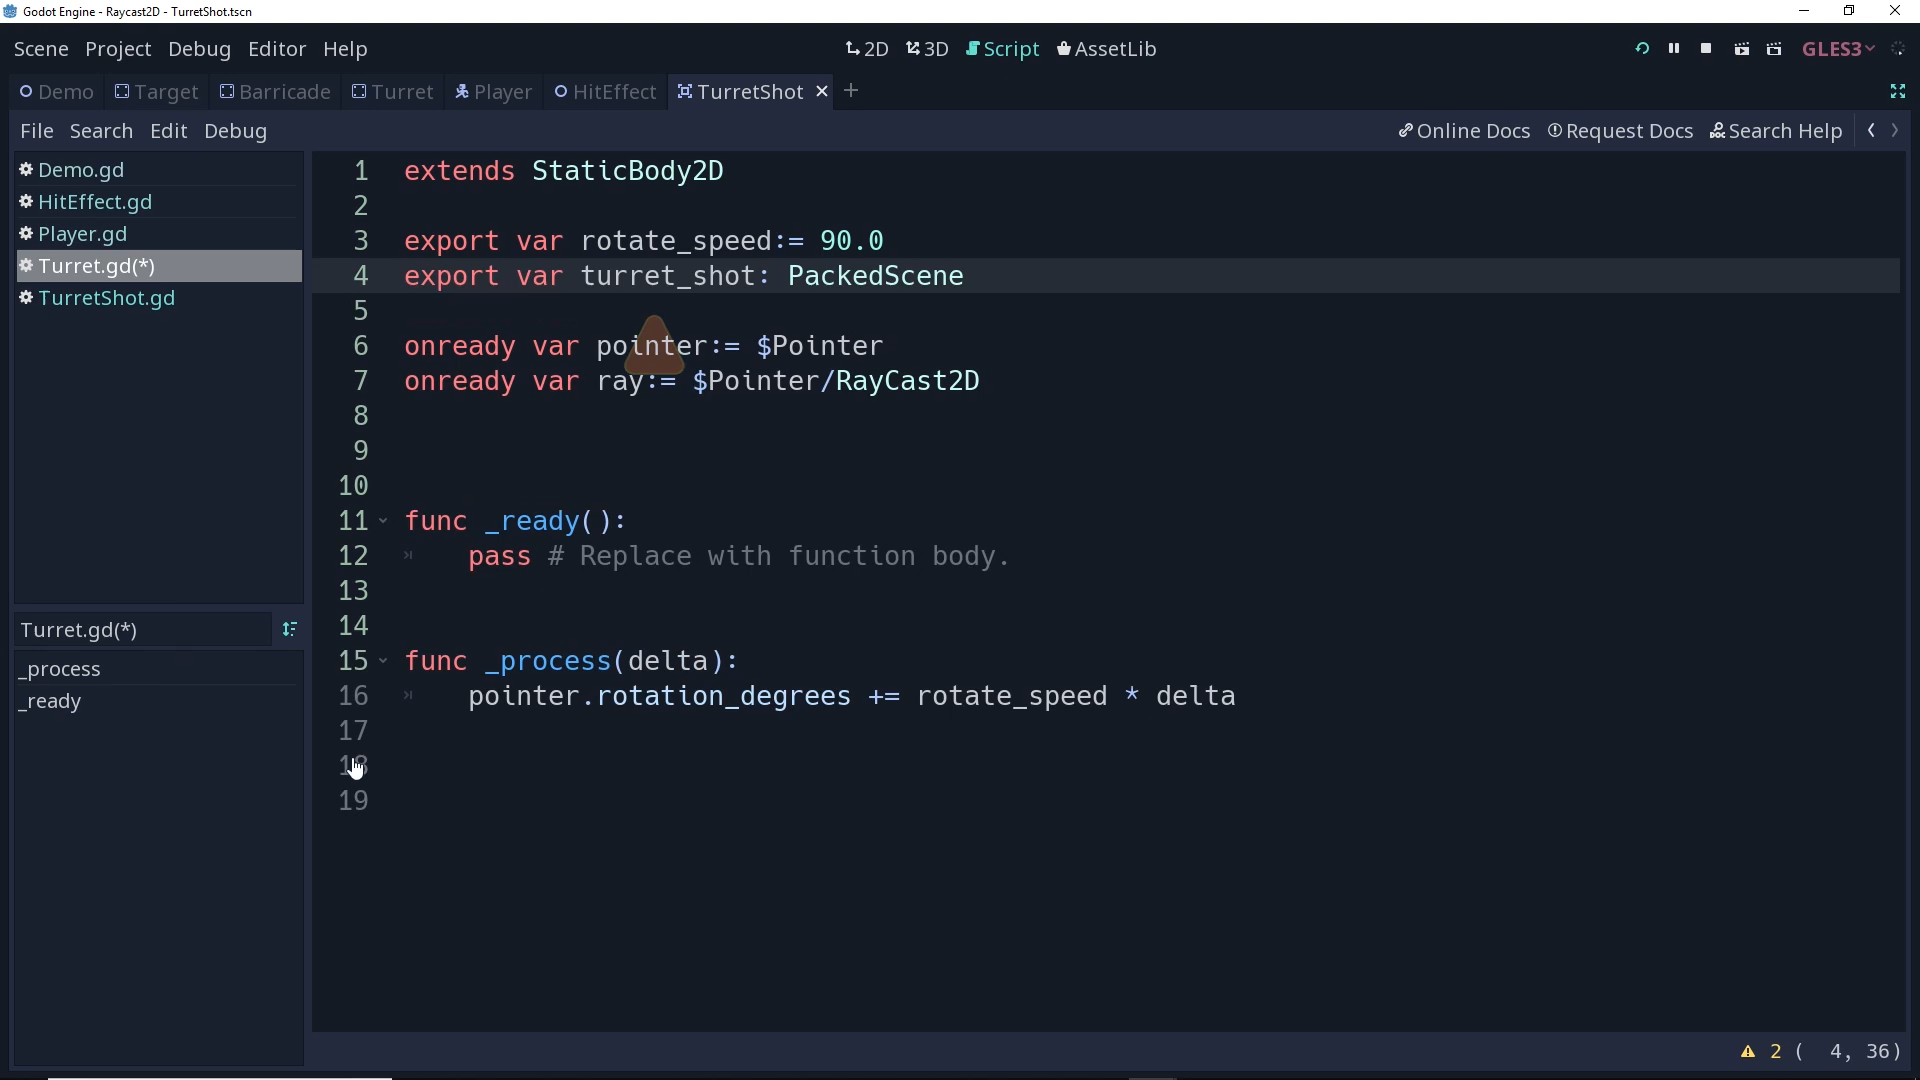 Godot Engine - Raycast2D - TurretShot.tscn
Scene Project Debug Editor Help
2D 3D Script AssetLib
GLES3
Demo Target Barricade Turret Player HitEffect TurretShot
File Search Edit Debug
Online Docs Request Docs Search Help
Demo.gd
HitEffect.gd
Player.gd
Turret.gd(*)
TurretShot.gd
Turret.gd(*)
_process
_ready
1 extends StaticBody2D
2
3 export var rotate_speed:= 90.0
4 export var turret_shot: PackedScene
5
6 onready var pointer:= $Pointer
7 onready var ray:= $Pointer/RayCast2D
8
9
10
11 func _ready():
12 pass # Replace with function body.
13
14
15 func _process(delta):
16 pointer.rotation_degrees += rotate_speed * delta
17
18
19
2 ( 4, 36)